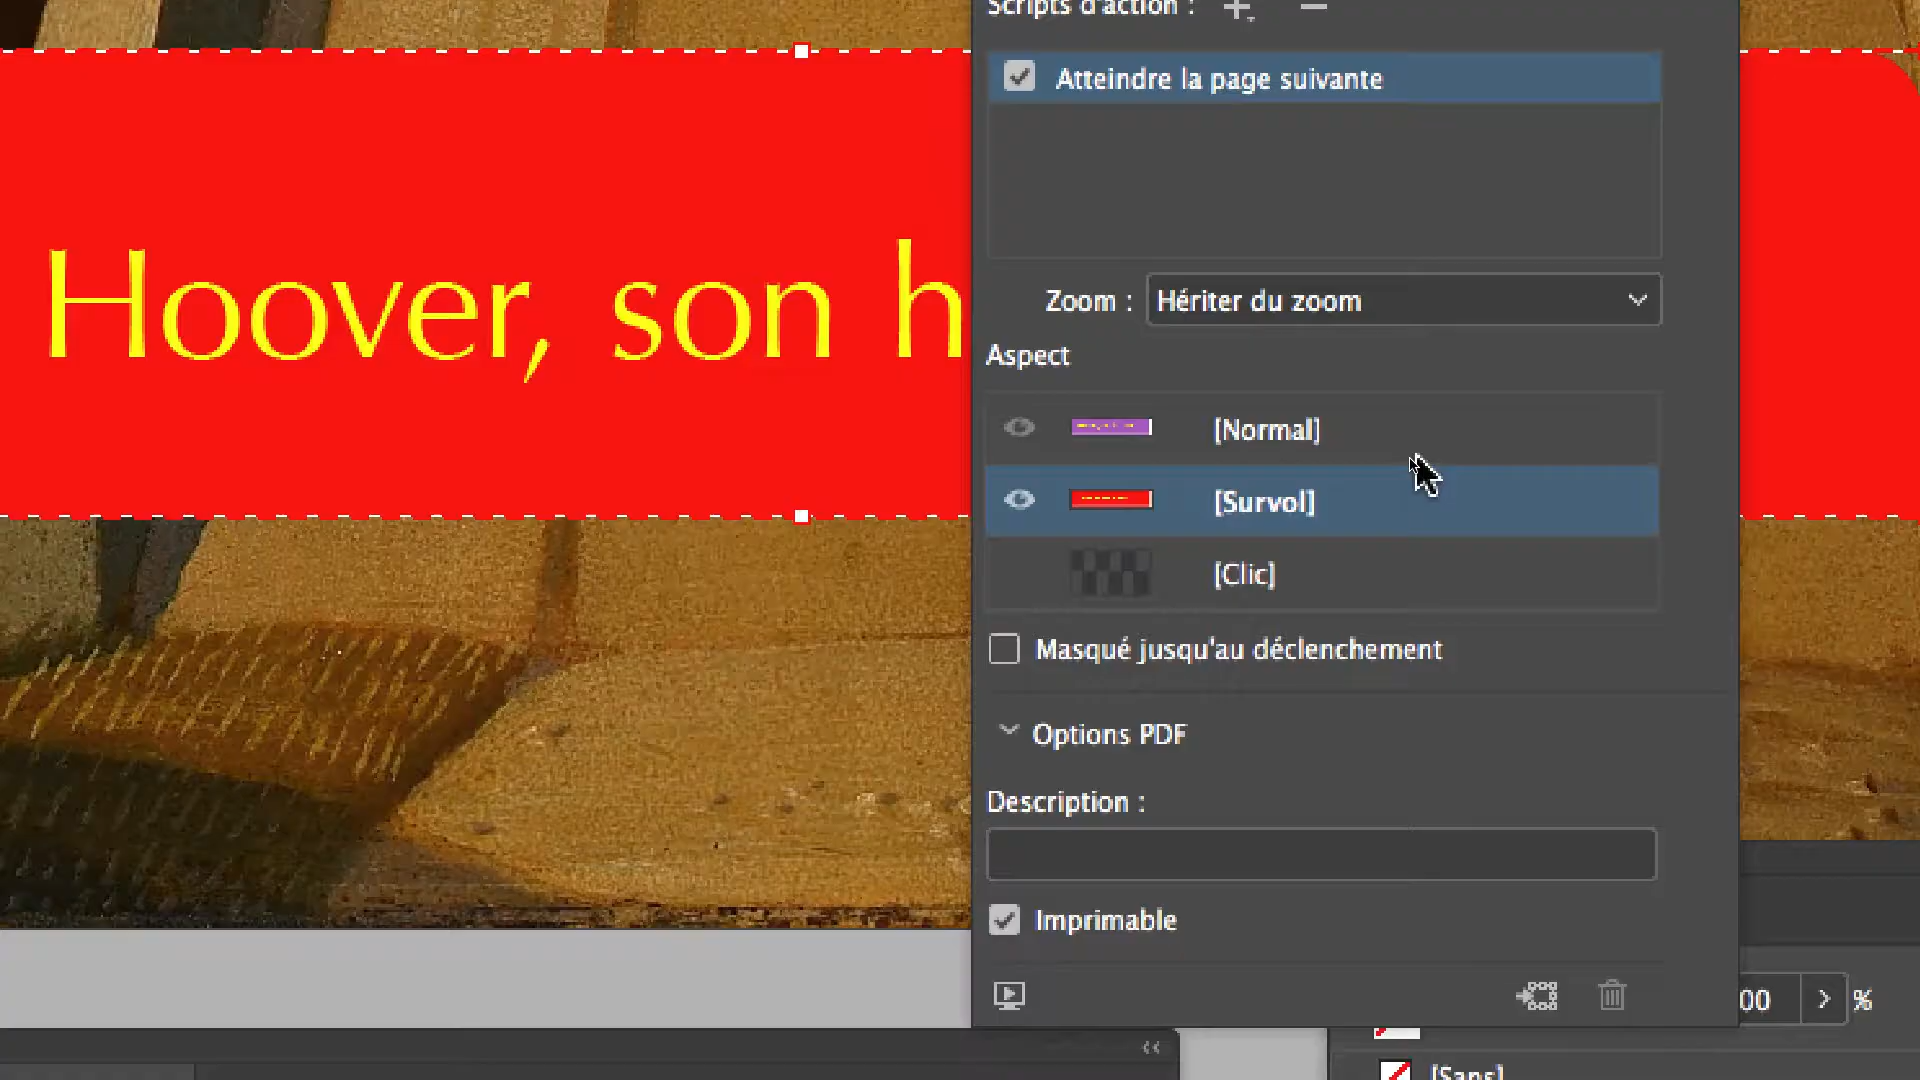 Scripts d'action :
Atteindre la page suivante
Hoover, son h
Zoom : Hériter du zoom
Aspect
[Normal]
[Survol]
[Clic]
Masqué jusqu'au déclenchement
Options PDF
Description :
Imprimable
00 %
[Sans]